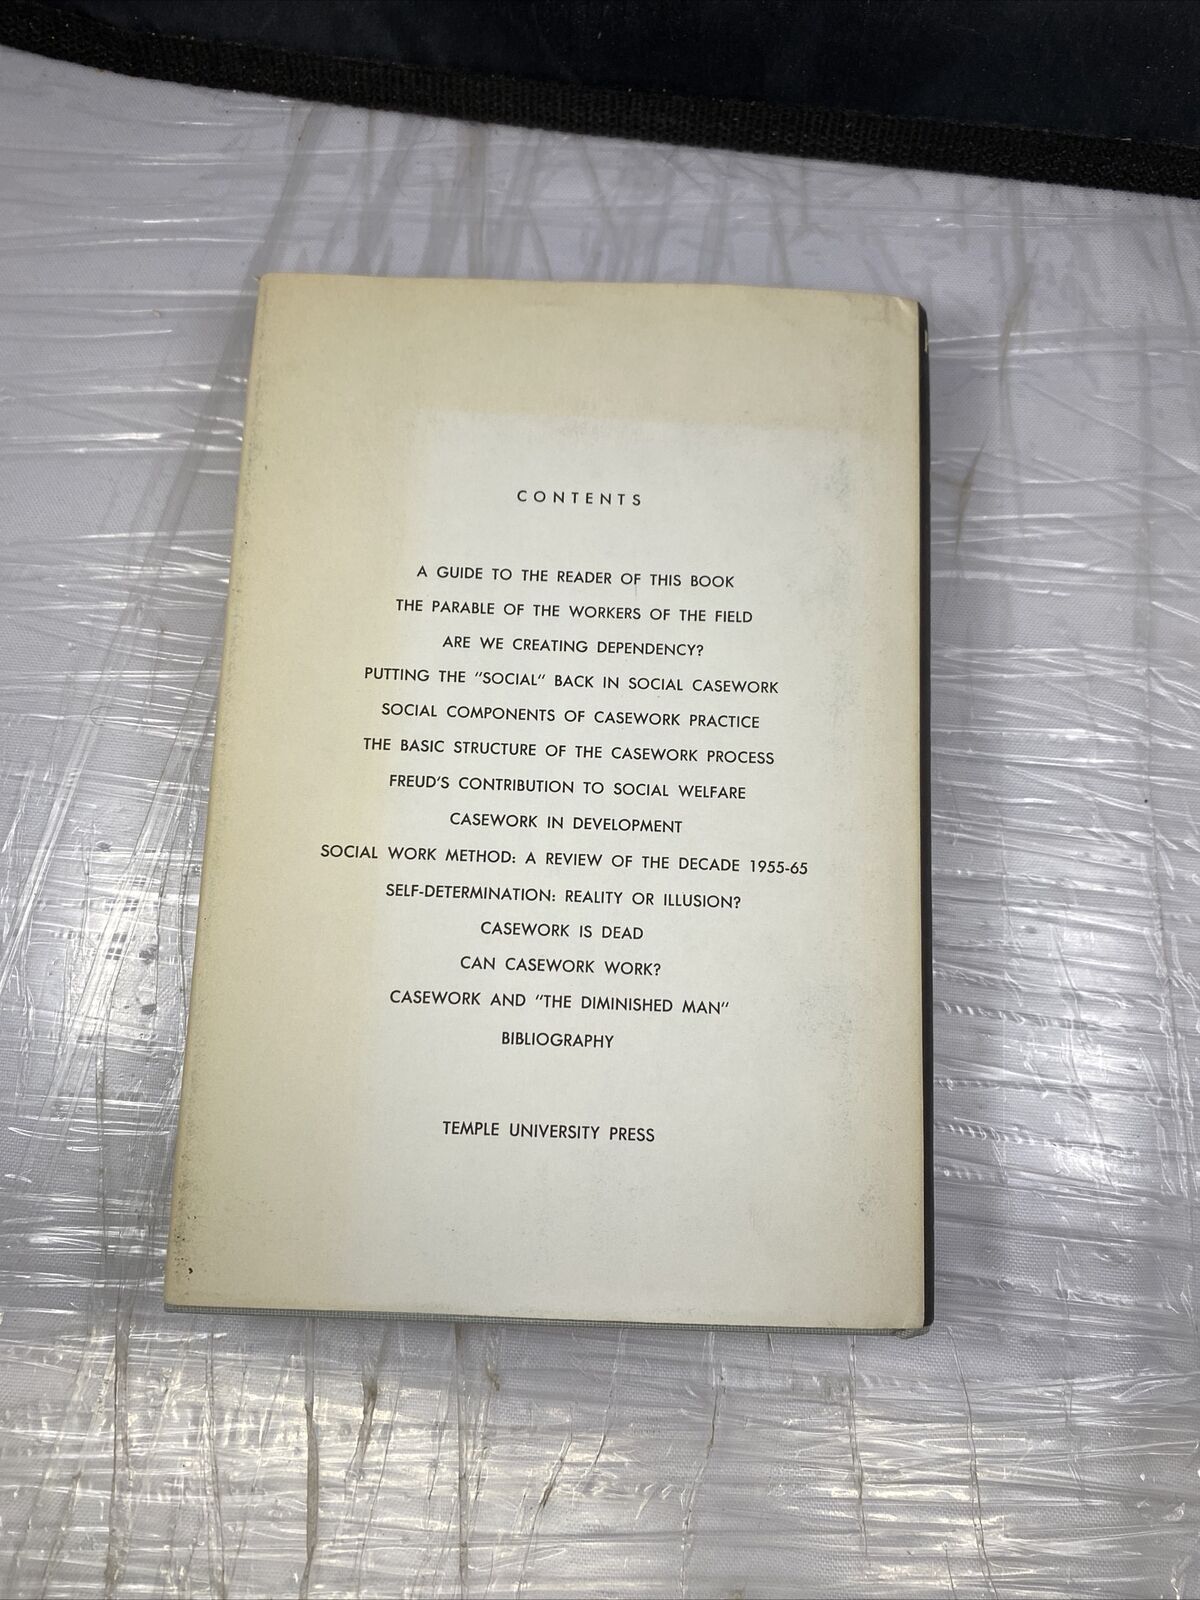 CONTENTS
A GUIDE TO THE READER OF THIS BOOK
THE PARABLE OF THE WORKERS OF THE FIELD
ARE WE CREATING DEPENDENCY?
PUTTING THE "SOCIAL" BACK IN SOCIAL CASEWORK
SOCIAL COMPONENTS OF CASEWORK PRACTICE
THE BASIC STRUCTURE OF THE CASEWORK PROCESS
FREUD'S CONTRIBUTION TO SOCIAL WELFARE
CASEWORK IN DEVELOPMENT
SOCIAL WORK METHOD: A REVIEW OF THE DECADE 1955-65
SELF-DETERMINATION: REALITY OR ILLUSION?
CASEWORK IS DEAD
CAN CASEWORK WORK?
CASEWORK AND "THE DIMINISHED MAN"
BIBLIOGRAPHY
TEMPLE UNIVERSITY PRESS